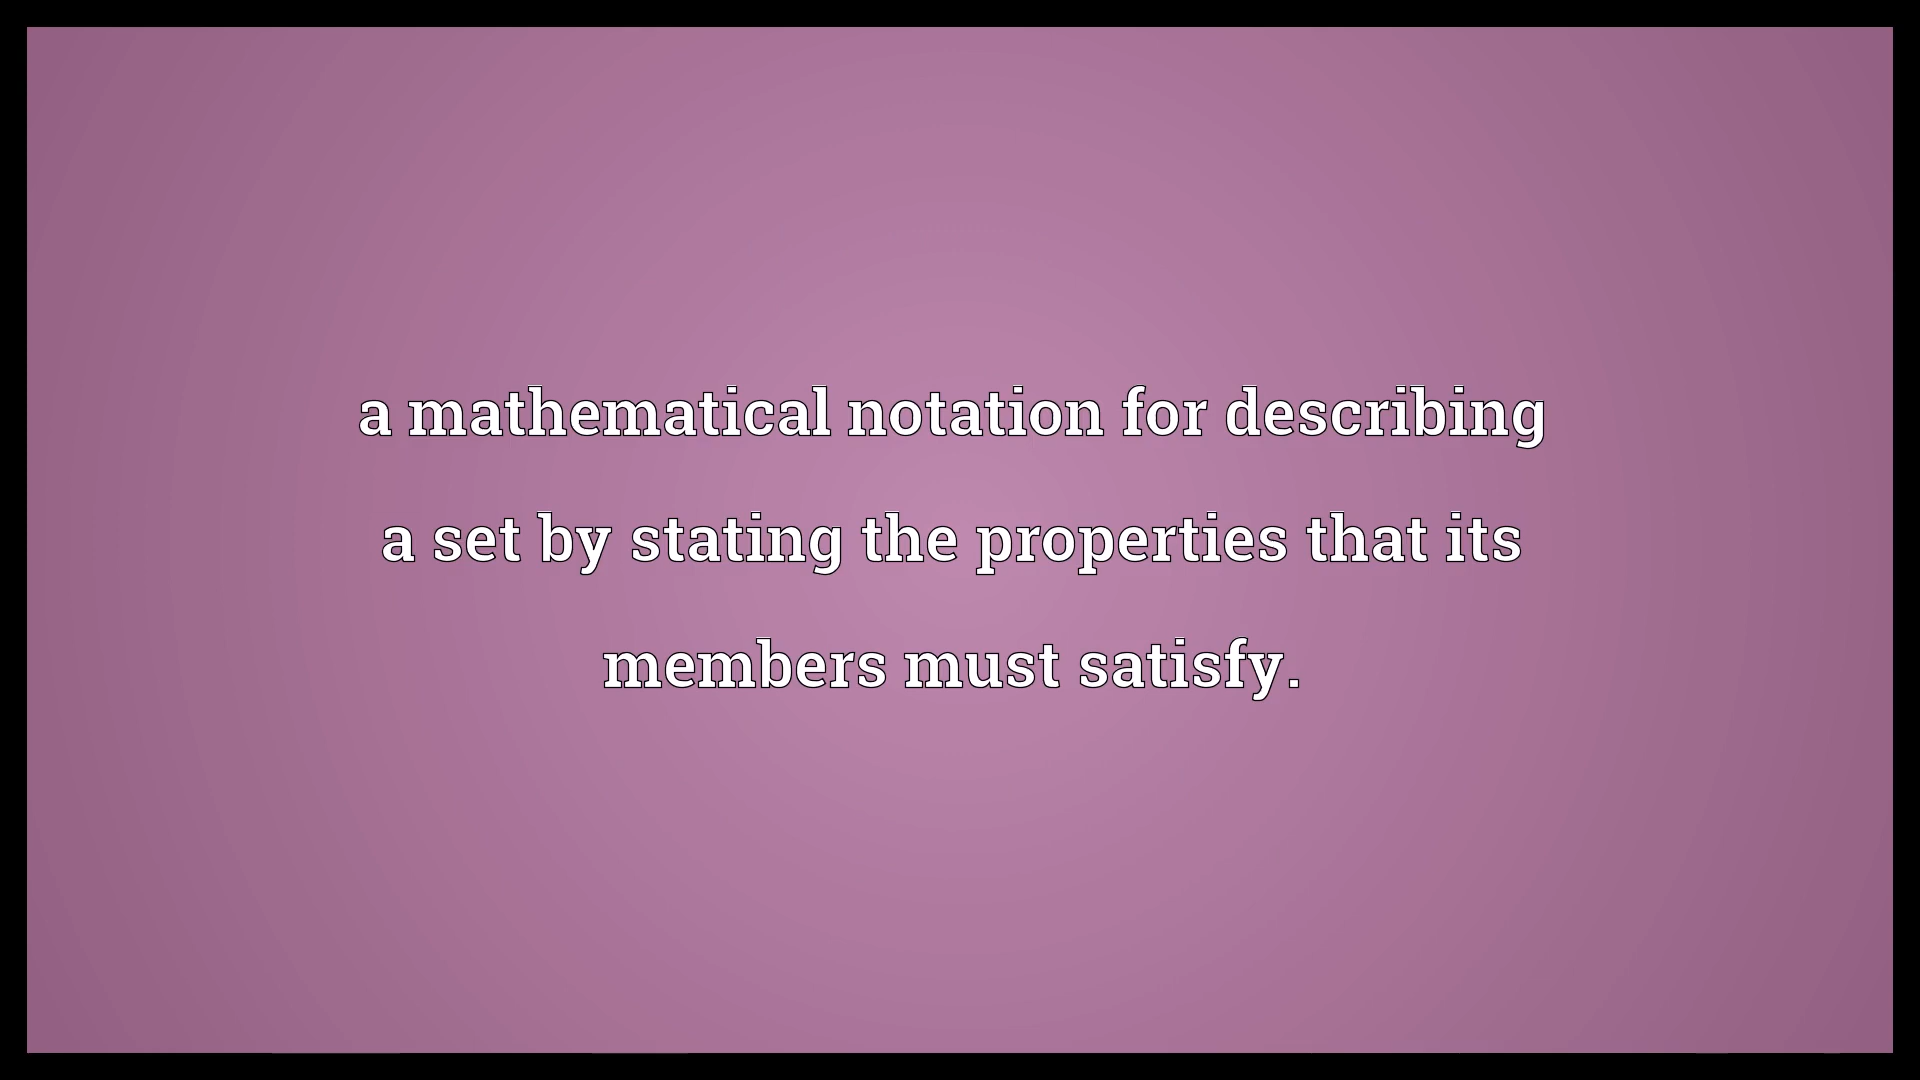 a mathematical notation for describing
a set by stating the properties that its
members must satisfy.